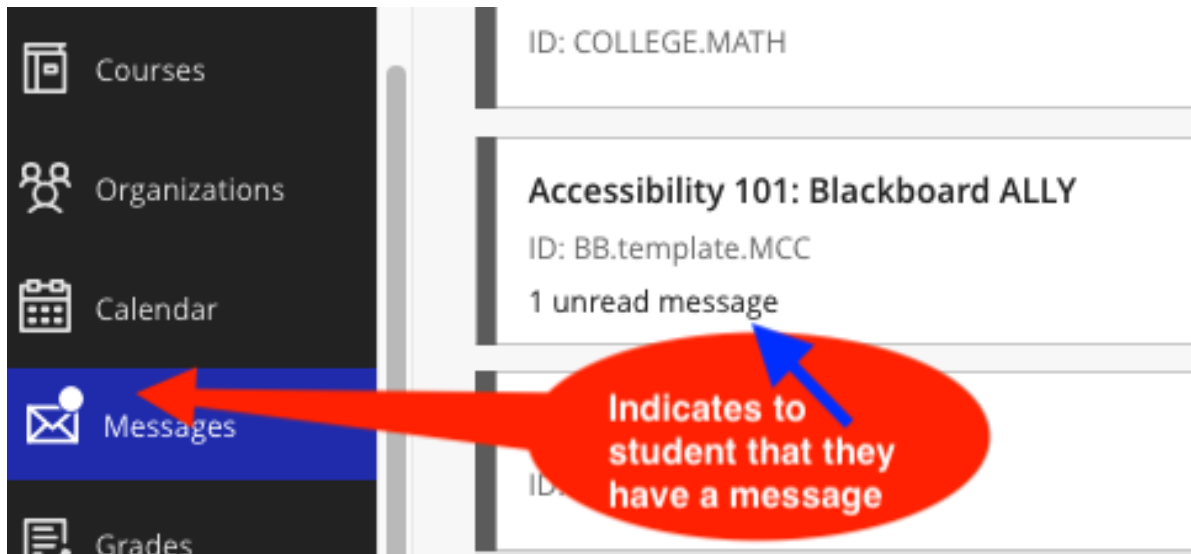 Courses
Organizations
Calendar
Messages
Grades
ID: COLLEGE.MATH
Accessibility 101: Blackboard ALLY
ID: BB.template.MCC
1 unread message
Indicates to
student that they
have a message
ID: